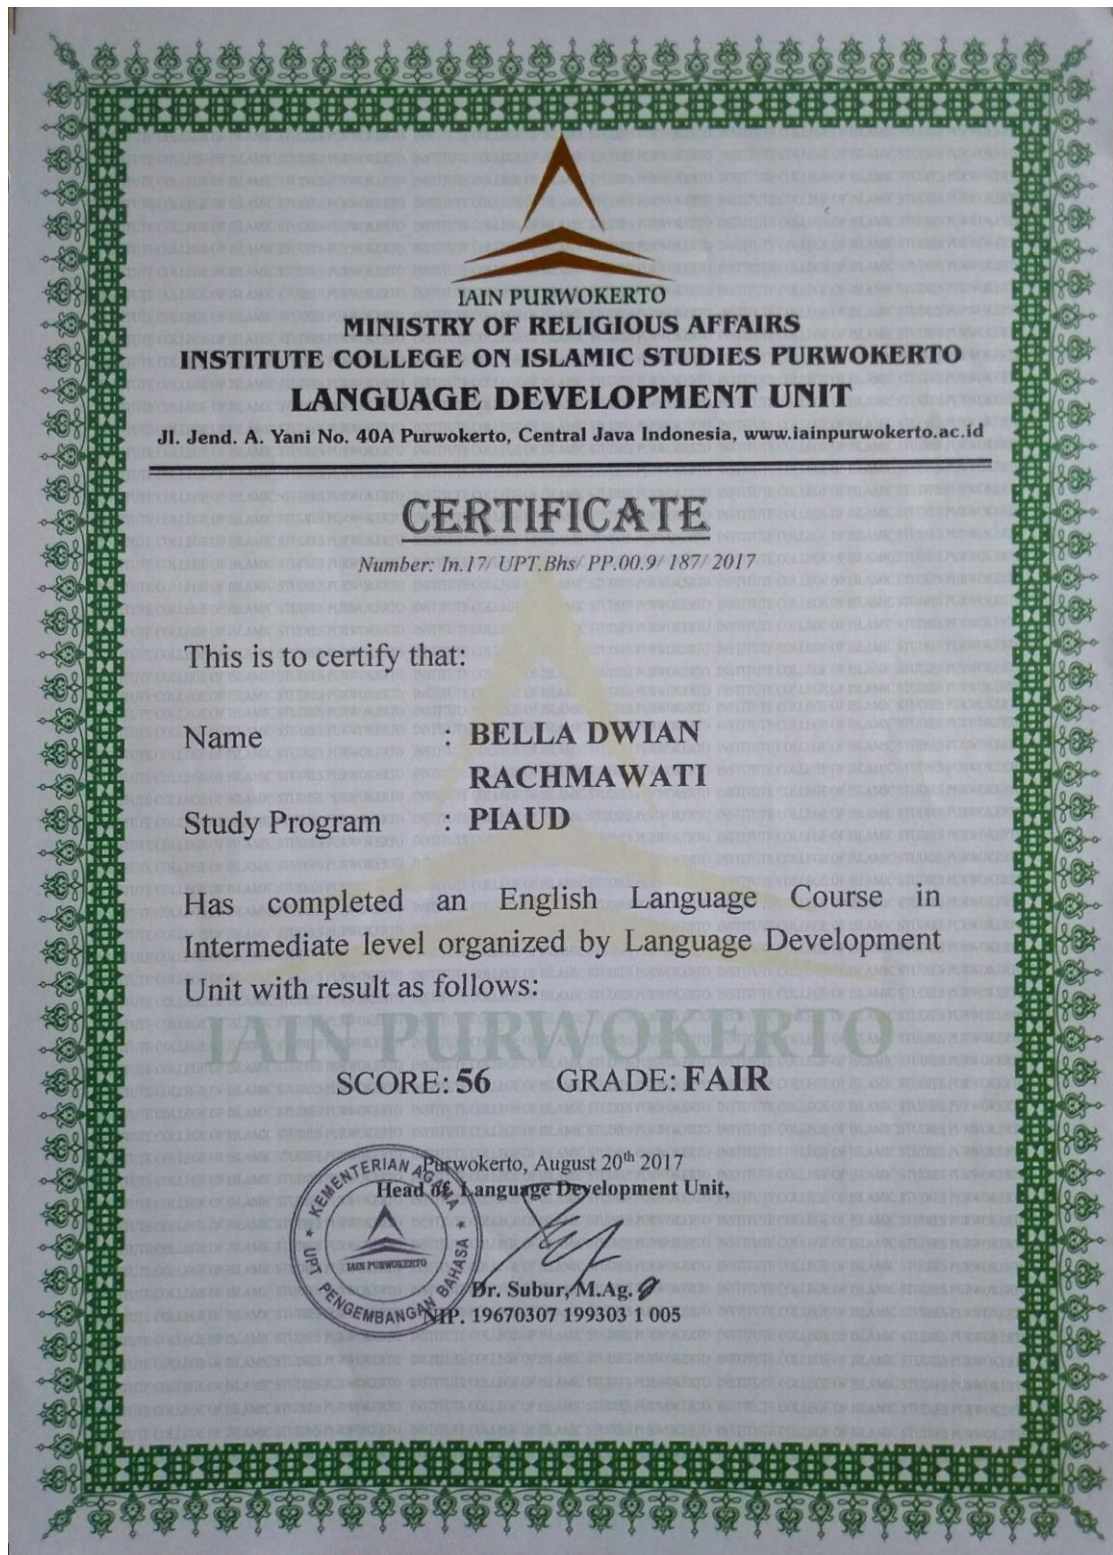 IAIN PURWOKERTO
MINISTRY OF RELIGIOUS AFFAIRS
INSTITUTE COLLEGE ON ISLAMIC STUDIES PURWOKERTO
LANGUAGE DEVELOPMENT UNIT
Jl. Jend. A. Yani No. 40A Purwokerto, Central Java Indonesia, www.iainpurwokerto.ac.id
CERTIFICATE
Number: In.17/ UPT.Bhs/ PP.00.9/ 187/ 2017
This is to certify that:
Name : BELLA DWIAN
RACHMAWATI
Study Program : PIAUD
Has completed an English Language Course in
Intermediate level organized by Language Development
Unit with result as follows:
IAIN PURWOKERTO
SCORE: 56 GRADE: FAIR
Purwokerto, August 20th 2017
Head of Language Development Unit,
KEMENTERIAN AGAMA
IAIN PURWOKERTO
UPT PENGEMBANGAN BAHASA
Dr. Subur, M.Ag.
NIP. 19670307 199303 1 005